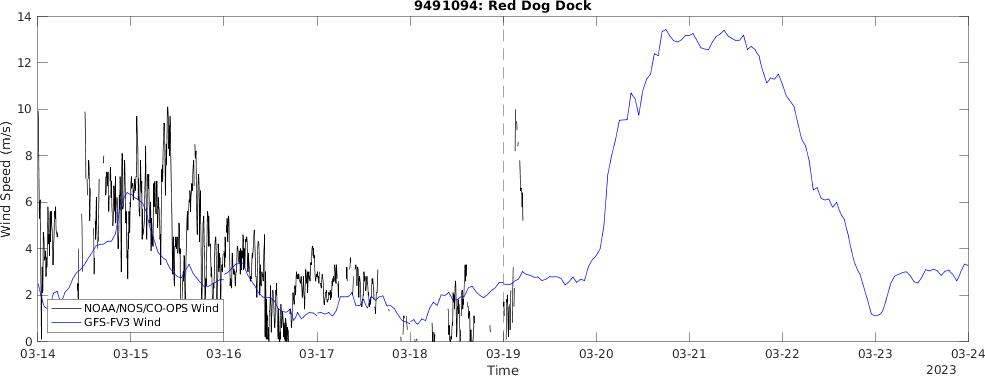 9491094: Red Dog Dock
14
12
10
8
6
4
2
0
Wind Speed (m/s)
NOAA/NOS/CO-OPS Wind
GFS-FV3 Wind
03-14 03-15 03-16 03-17 03-18 03-19 03-20 03-21 03-22 03-23 03-24
Time
2023